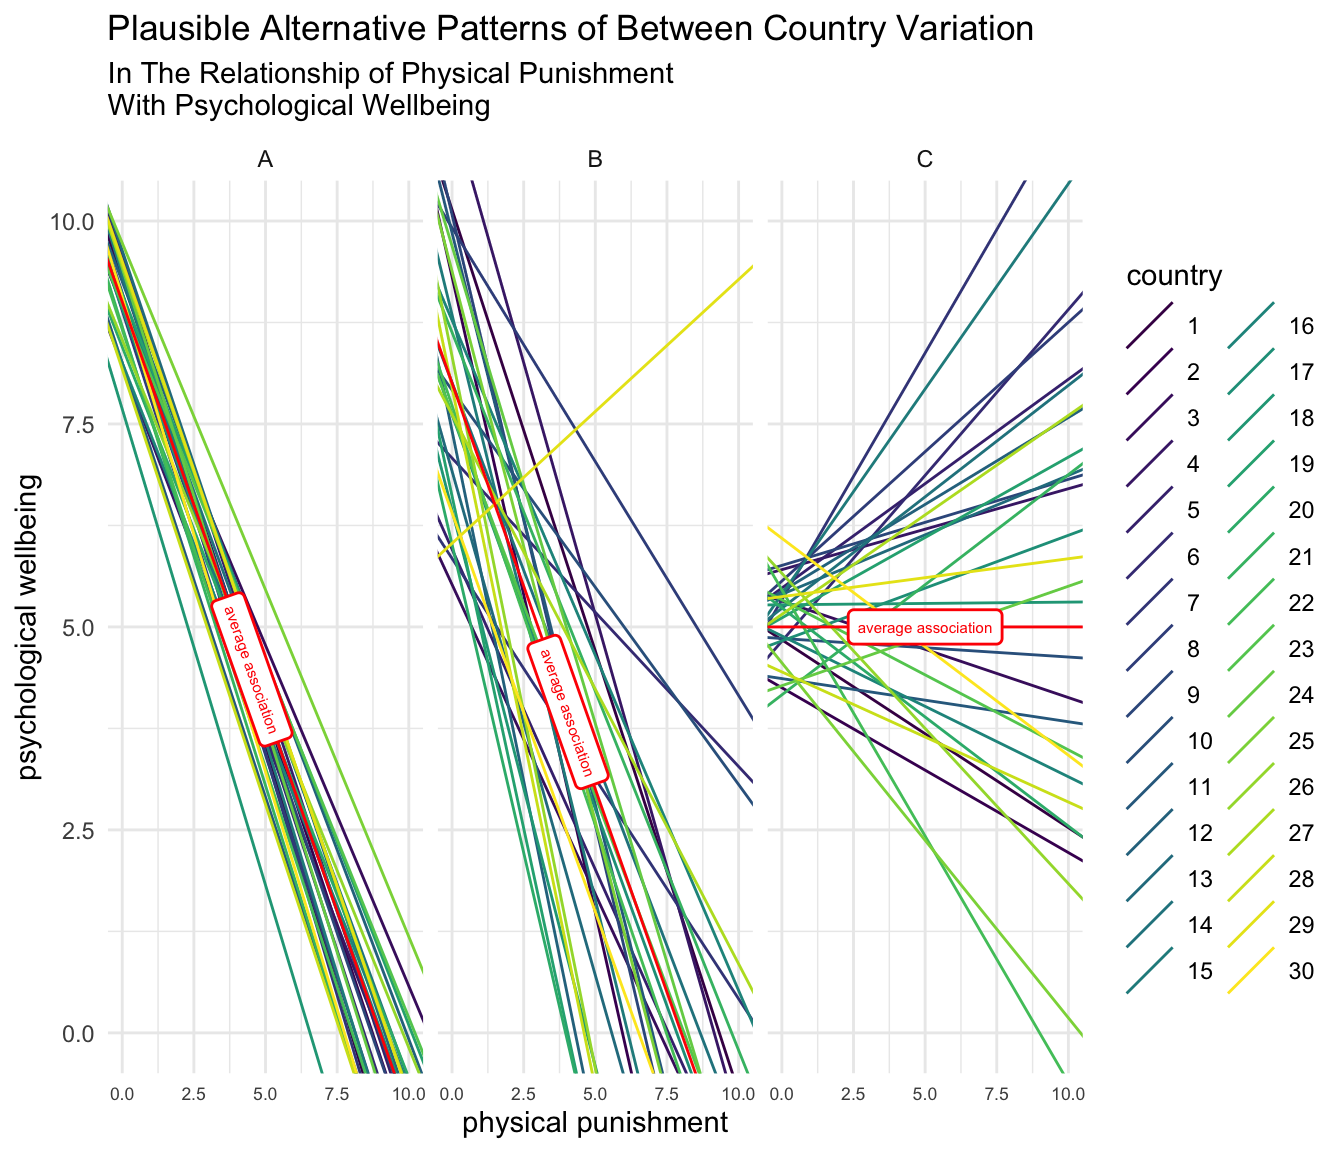 Plausible Alternative Patterns of Between Country Variation
In The Relationship of Physical Punishment
With Psychological Wellbeing
A
B
C
psychological wellbeing
10.0
7.5
5.0
2.5
0.0
average association
average association
average association
0.0 2.5 5.0 7.5 10.0
0.0 2.5 5.0 7.5 10.0
0.0 2.5 5.0 7.5 10.0
physical punishment
country
1 16
2 17
3 18
4 19
5 20
6 21
7 22
8 23
9 24
10 25
11 26
12 27
13 28
14 29
15 30